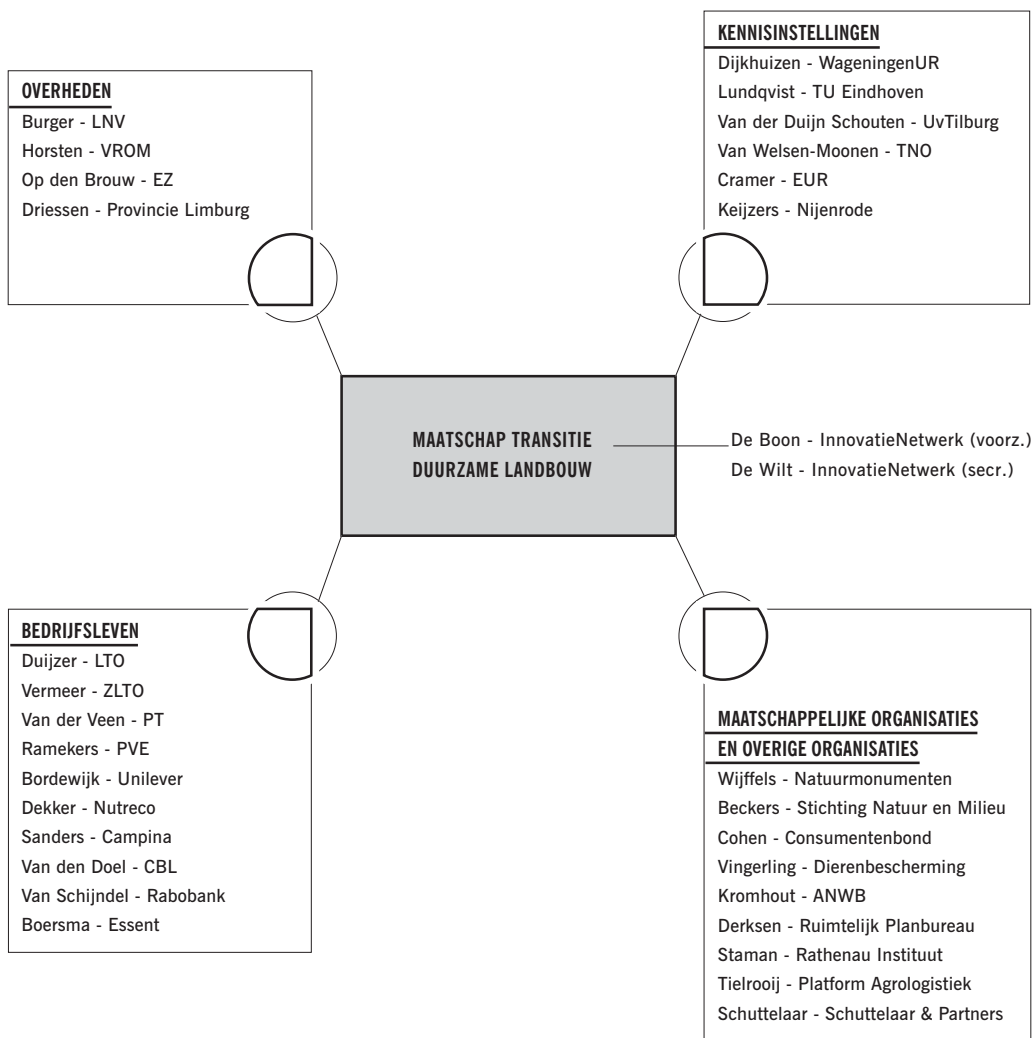 OVERHEDEN
Burger - LNV
Horsten - VROM
Op den Brouw - EZ
Driessen - Provincie Limburg
KENNISINSTELLINGEN
Dijkhuizen - WageningenUR
Lundqvist - TU Eindhoven
Van der Duijn Schouten - UvTilburg
Van Welsen-Moonen - TNO
Cramer - EUR
Keijzers - Nijenrode
MAATSCHAP TRANSITIE
DUURZAME LANDBOUW
De Boon - InnovatieNetwerk (voorz.)
De Wilt - InnovatieNetwerk (secr.)
BEDRIJFSLEVEN
Duijzer - LTO
Vermeer - ZLTO
Van der Veen - PT
Ramekers - PVE
Bordewijk - Unilever
Dekker - Nutreco
Sanders - Campina
Van den Doel - CBL
Van Schijndel - Rabobank
Boersma - Essent
MAATSCHAPPELIJKE ORGANISATIES
EN OVERIGE ORGANISATIES
Wijffels - Natuurmonumenten
Beckers - Stichting Natuur en Milieu
Cohen - Consumentenbond
Vingerling - Dierenbescherming
Kromhout - ANWB
Derksen - Ruimtelijk Planbureau
Staman - Rathenau Instituut
Tielrooij - Platform Agrologistiek
Schuttelaar - Schuttelaar & Partners